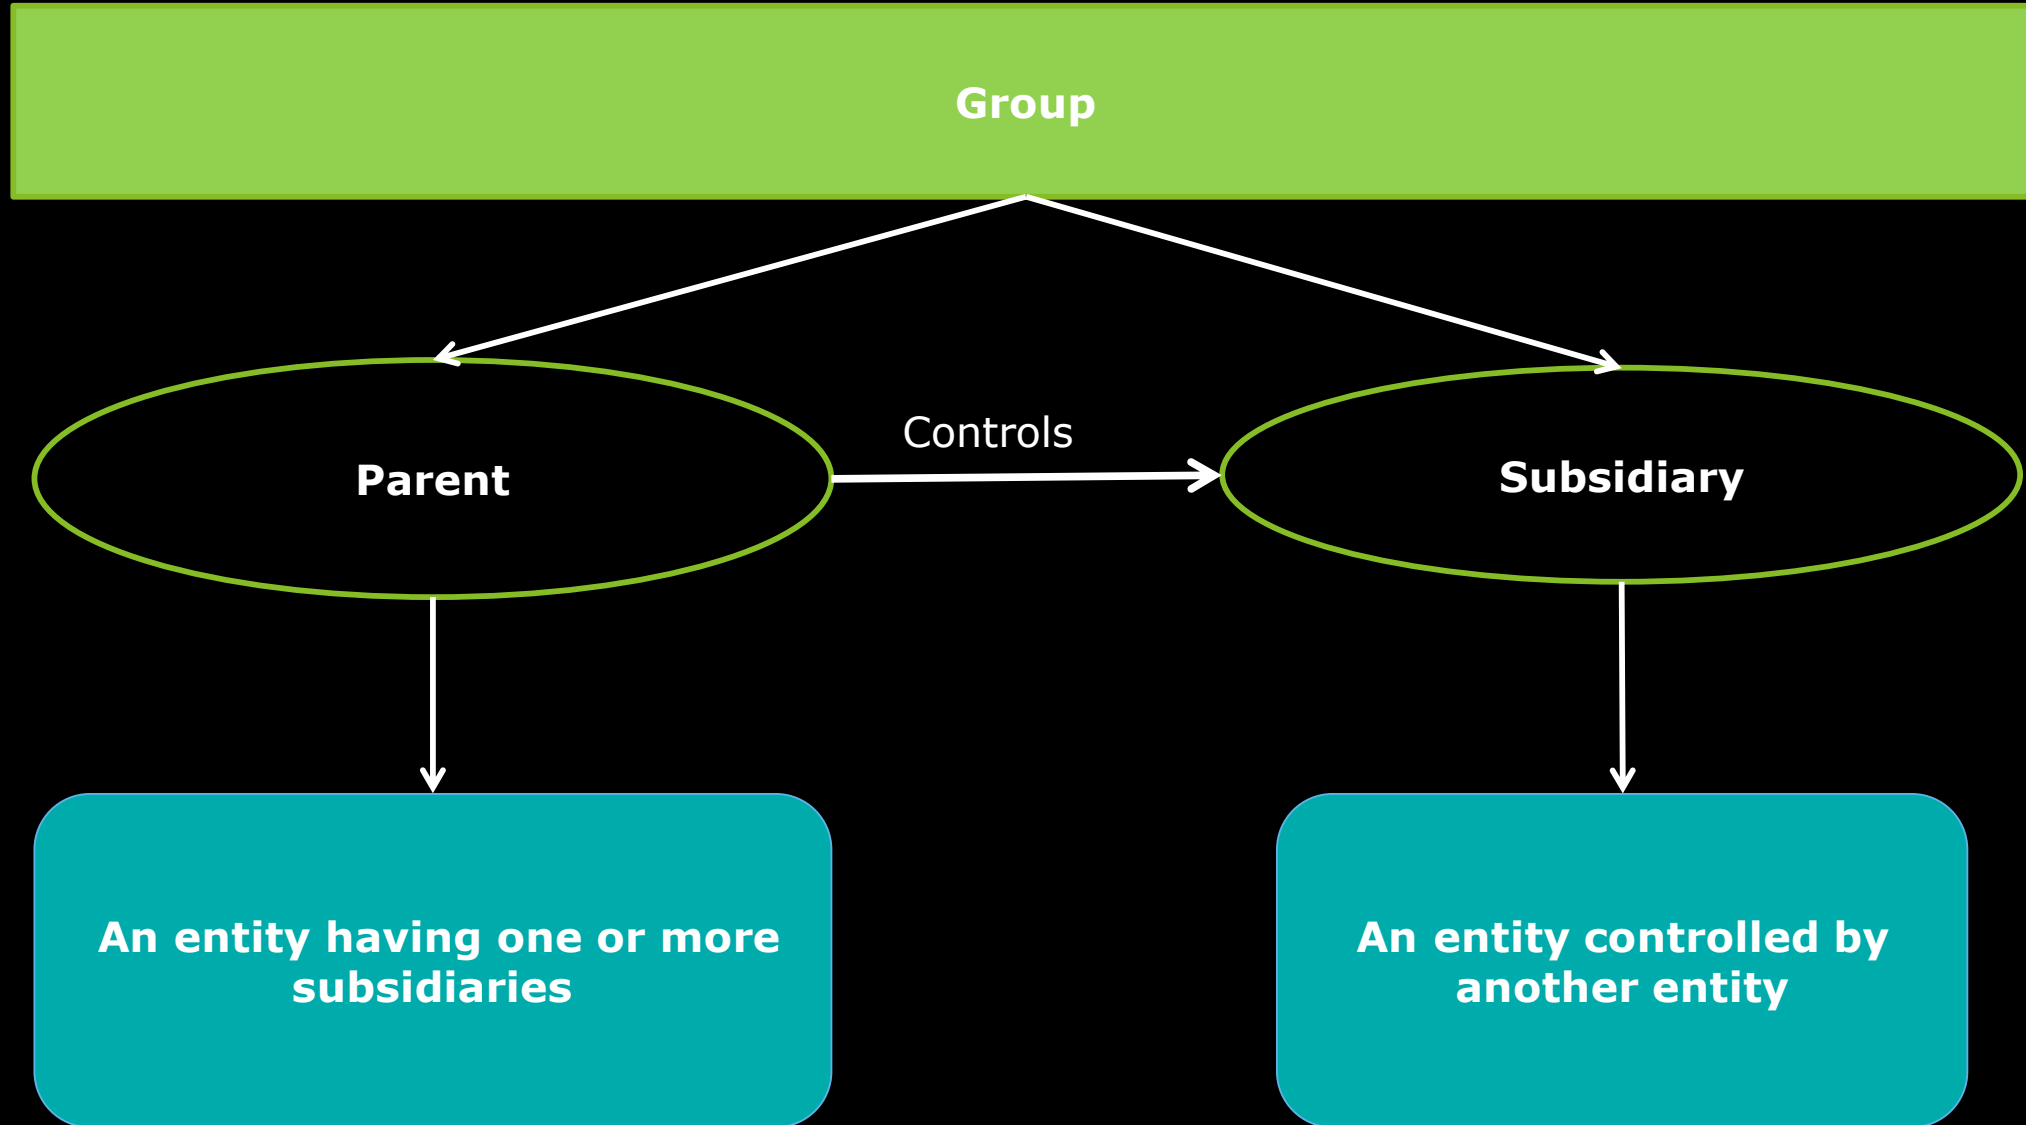 Group
Controls
Parent
Subsidiary
An entity having one or more
subsidiaries
An entity controlled by
another entity